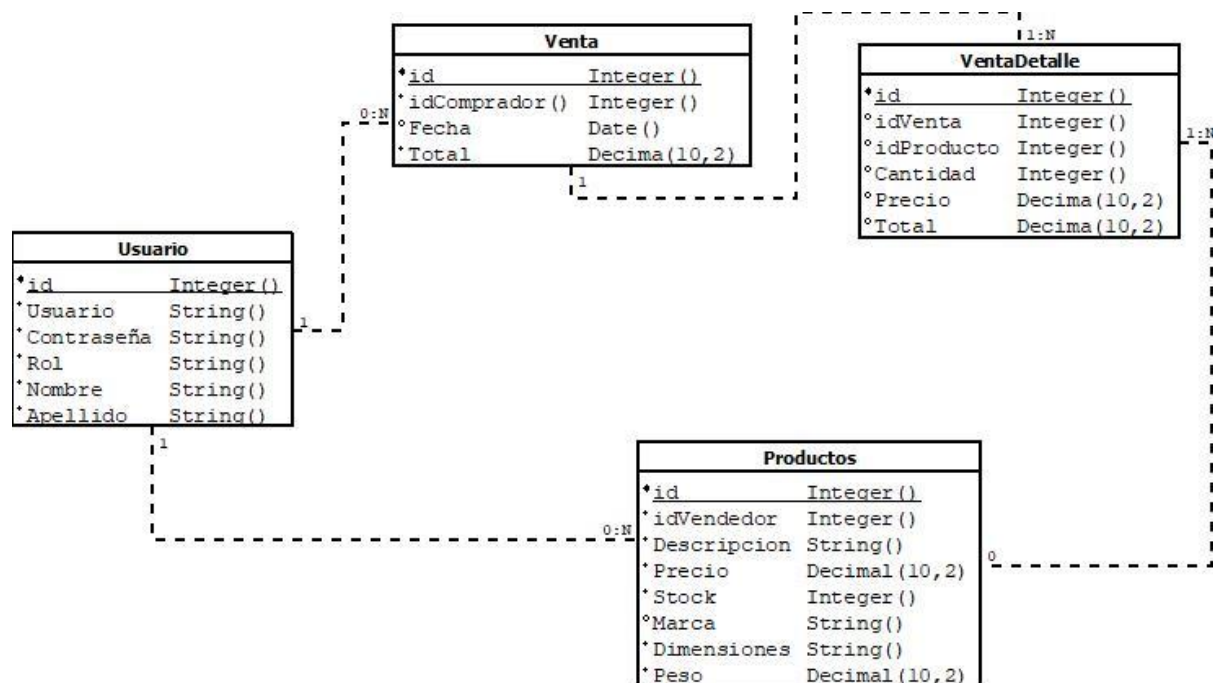 Venta
id Integer()
idComprador() Integer()
Fecha Date()
Total Decima(10,2)
0:N
1
1:N
VentaDetalle
id Integer()
idVenta Integer()
idProducto Integer()
Cantidad Integer()
Precio Decima(10,2)
Total Decima(10,2)
1:N
Usuario
id Integer()
Usuario String()
Contraseña String()
Rol String()
Nombre String()
Apellido String()
1
1
0:N
Productos
id Integer()
idVendedor Integer()
Descripcion String()
Precio Decimal(10,2)
Stock Integer()
Marca String()
Dimensiones String()
Peso Decimal(10,2)
0